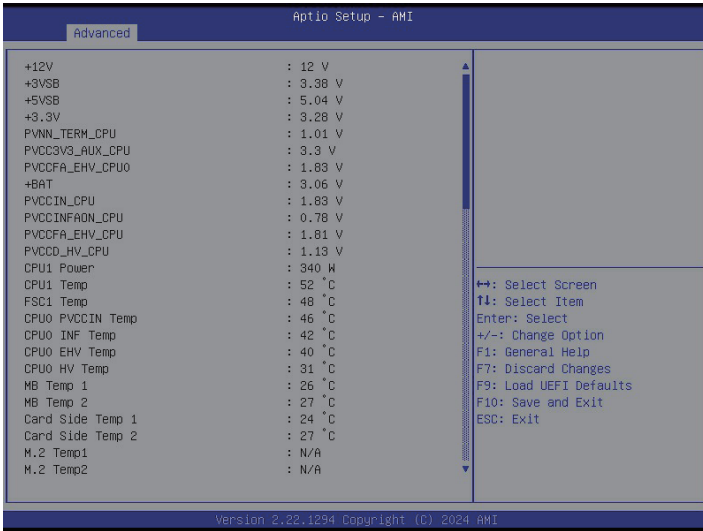 Aptio Setup - AMI
Advanced
+12V : 12 V
+3VSB : 3.38 V
+5VSB : 5.04 V
+3.3V : 3.28 V
PVNN_TERM_CPU : 1.01 V
PVCC3V3_AUX_CPU : 3.3 V
PVCCFA_EHV_CPU0 : 1.83 V
+BAT : 3.06 V
PVCCIN_CPU : 1.83 V
PVCCINFAON_CPU : 0.78 V
PVCCFA_EHV_CPU : 1.81 V
PVCCD_HV_CPU : 1.13 V
CPU1 Power : 340 W
CPU1 Temp : 52 °C
FSC1 Temp : 48 °C
CPU0 PVCCIN Temp : 46 °C
CPU0 INF Temp : 42 °C
CPU0 EHV Temp : 40 °C
CPU0 HV Temp : 31 °C
MB Temp 1 : 26 °C
MB Temp 2 : 27 °C
Card Side Temp 1 : 24 °C
Card Side Temp 2 : 27 °C
M.2 Temp1 : N/A
M.2 Temp2 : N/A
↔: Select Screen
↑↓: Select Item
Enter: Select
+/-: Change Option
F1: General Help
F7: Discard Changes
F9: Load UEFI Defaults
F10: Save and Exit
ESC: Exit
Version 2.22.1294 Copyright (C) 2024 AMI